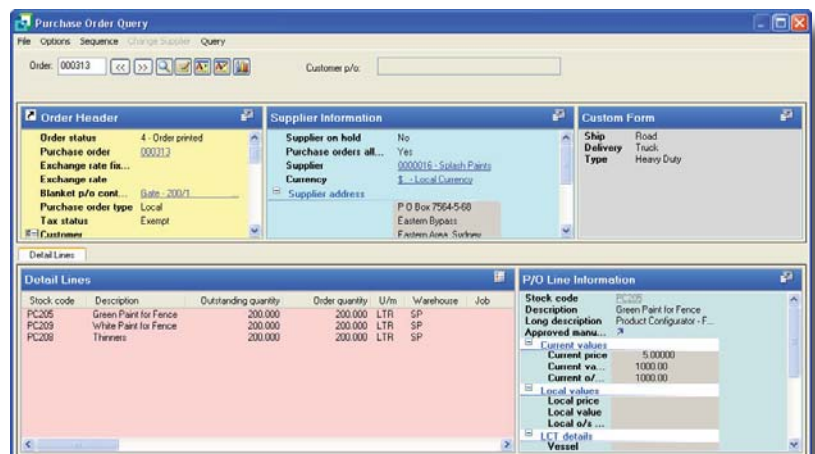 Purchase Order Query
File Options Sequence Change Supplier Query
Order: 000313 << >> Customer p/o:
Order Header
Order status 4 - Order printed
Purchase order 000313
Exchange rate fix...
Exchange rate
Blanket p/o cont... Gate - 200/1
Purchase order type Local
Tax status Exempt
Customer
Supplier Information
Supplier on hold No
Purchase orders all... Yes
Supplier 0000016 - Splash Paints
Currency $ - Local Currency
Supplier address
P O Box 7564-5-68
Eastern Bypass
Eastern Area, Sydney
Custom Form
Ship Road
Delivery Truck
Type Heavy Duty
Detail Lines
Detail Lines
Stock code Description Outstanding quantity Order quantity U/m Warehouse Job
PC205 Green Paint for Fence 200.000 200.000 LTR SP
PC209 White Paint for Fence 200.000 200.000 LTR SP
PC208 Thinners 200.000 200.000 LTR SP
P/O Line Information
Stock code PC205
Description Green Paint for Fence
Long description Product Configurator - F...
Approved manu...
Current values
Current price 5.00000
Current va... 1000.00
Current o/... 1000.00
Local values
Local price
Local value
Local o/s ...
LCT details
Vessel